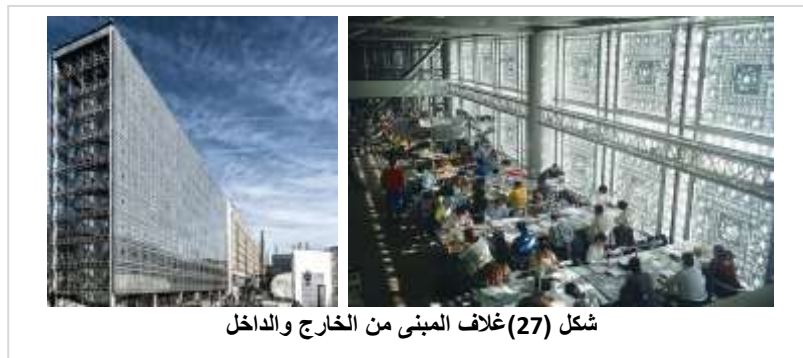 شكل (27)غلاف المبنى من الخارج والداخل